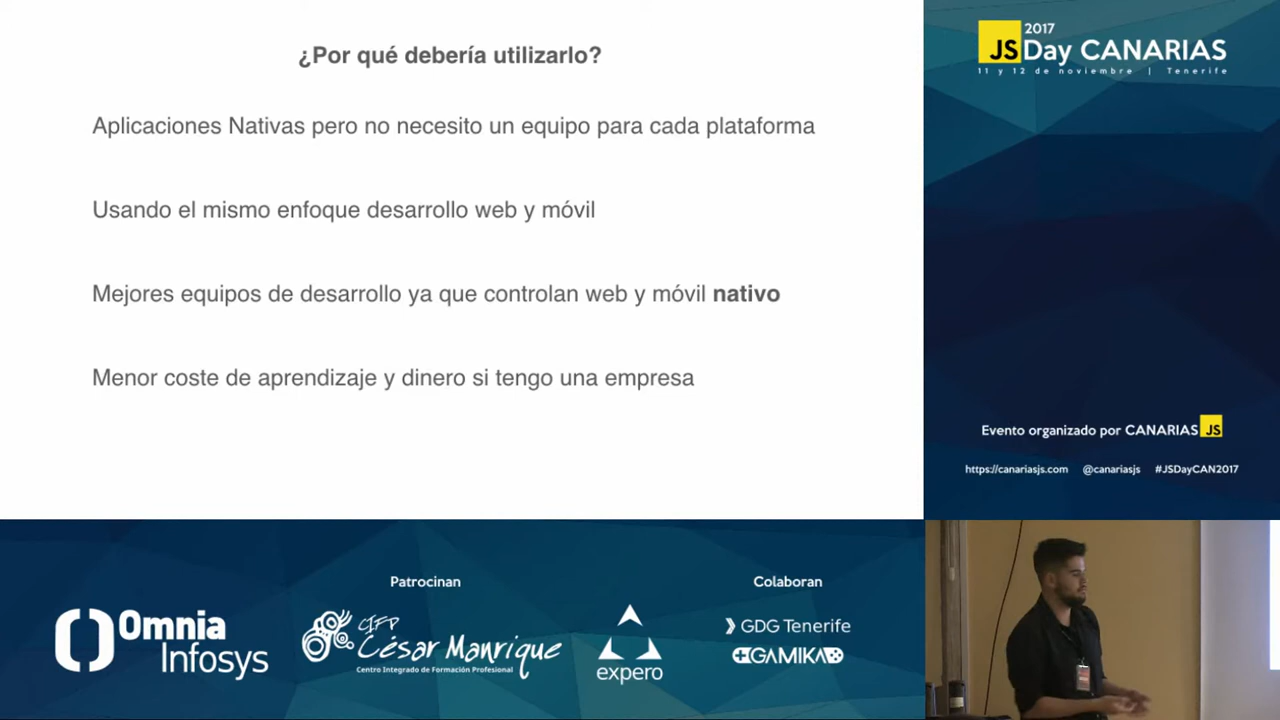 ¿Por qué debería utilizarlo?
Aplicaciones Nativas pero no necesito un equipo para cada plataforma
Usando el mismo enfoque desarrollo web y móvil
Mejores equipos de desarrollo ya que controlan web y móvil nativo
Menor coste de aprendizaje y dinero si tengo una empresa
2017
JS Day CANARIAS
11 y 12 de noviembre | Tenerife
Evento organizado por CANARIAS JS
https://canariasjs.com @canariasjs #JSDayCAN2017
Patrocinan
Omnia
Infosys
CIFP
César Manrique
Centro Integrado de Formación Profesional
expero
Colaboran
GDG Tenerife
GAMIKA